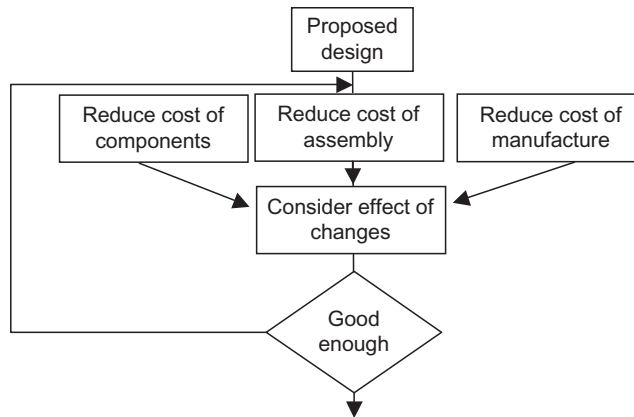 Proposed
design
Reduce cost of
components
Reduce cost of
assembly
Reduce cost of
manufacture
Consider effect of
changes
Good
enough